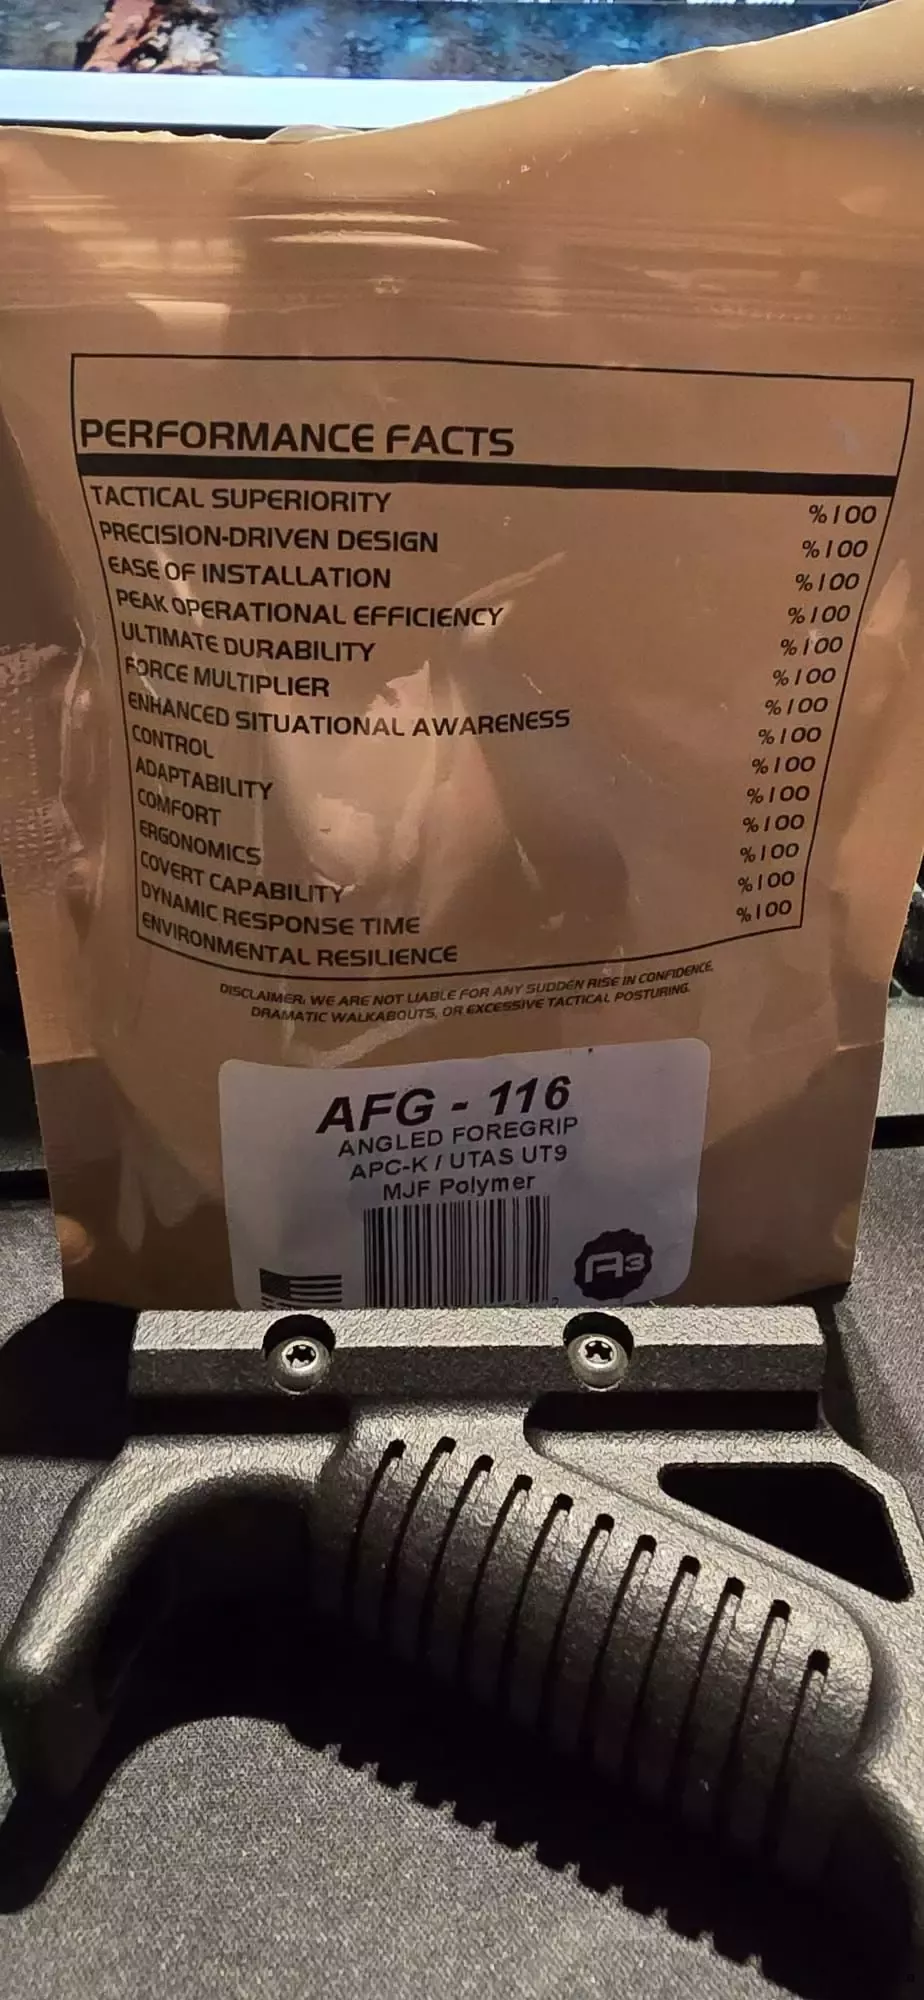 PERFORMANCE FACTS
TACTICAL SUPERIORITY %100
PRECISION-DRIVEN DESIGN %100
EASE OF INSTALLATION %100
PEAK OPERATIONAL EFFICIENCY %100
ULTIMATE DURABILITY %100
FORCE MULTIPLIER %100
ENHANCED SITUATIONAL AWARENESS %100
CONTROL %100
ADAPTABILITY %100
COMFORT %100
ERGONOMICS %100
COVERT CAPABILITY %100
DYNAMIC RESPONSE TIME %100
ENVIRONMENTAL RESILIENCE %100
DISCLAIMER: WE ARE NOT LIABLE FOR ANY SUDDEN RISE IN CONFIDENCE,
DRAMATIC WALKABOUTS, OR EXCESSIVE TACTICAL POSTURING.
AFG - 116
ANGLED FOREGRIP
APC-K / UTAS UT9
MJF Polymer
A3